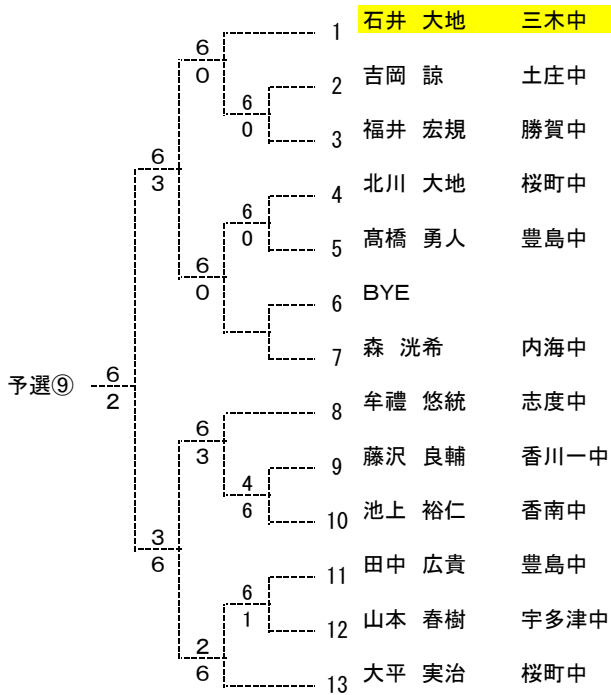 1 石井 大地 三木中
6
0
2 吉岡 諒 土庄中
6
0
3 福井 宏規 勝賀中
6
3
4 北川 大地 桜町中
6
0
5 髙橋 勇人 豊島中
6
0
6 BYE
7 森 洸希 内海中
予選⑨
6
2
8 牟禮 悠統 志度中
6
3
9 藤沢 良輔 香川一中
4
6
10 池上 裕仁 香南中
3
6
11 田中 広貴 豊島中
6
1
12 山本 春樹 宇多津中
2
6
13 大平 実治 桜町中